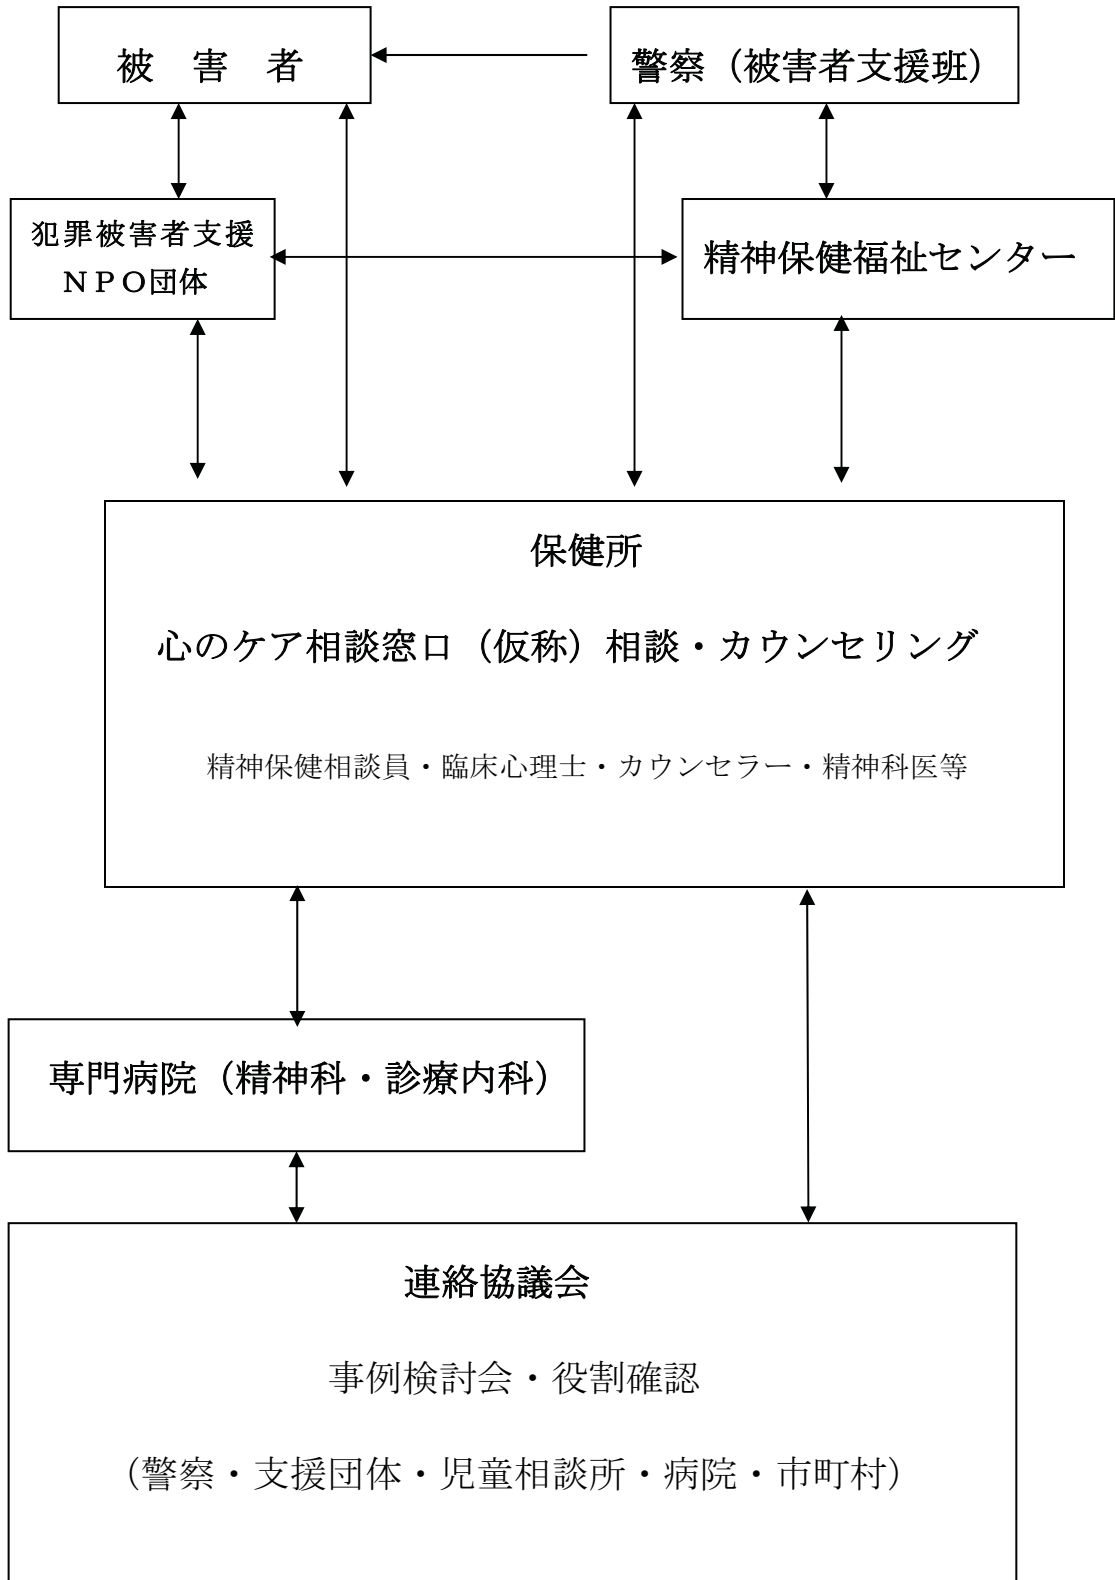 被　害　者
警察（被害者支援班）
犯罪被害者支援
ＮＰＯ団体
精神保健福祉センター
保健所
心のケア相談窓口（仮称）相談・カウンセリング
精神保健相談員・臨床心理士・カウンセラー・精神科医等
専門病院（精神科・診療内科）
連絡協議会
事例検討会・役割確認
（警察・支援団体・児童相談所・病院・市町村）